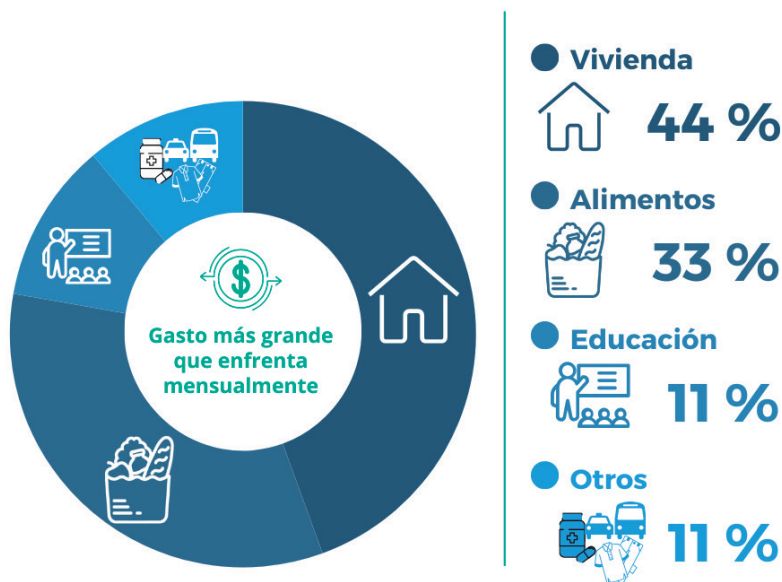 Gasto más grande
que enfrenta
mensualmente
Vivienda
44 %
Alimentos
33 %
Educación
11 %
Otros
11 %